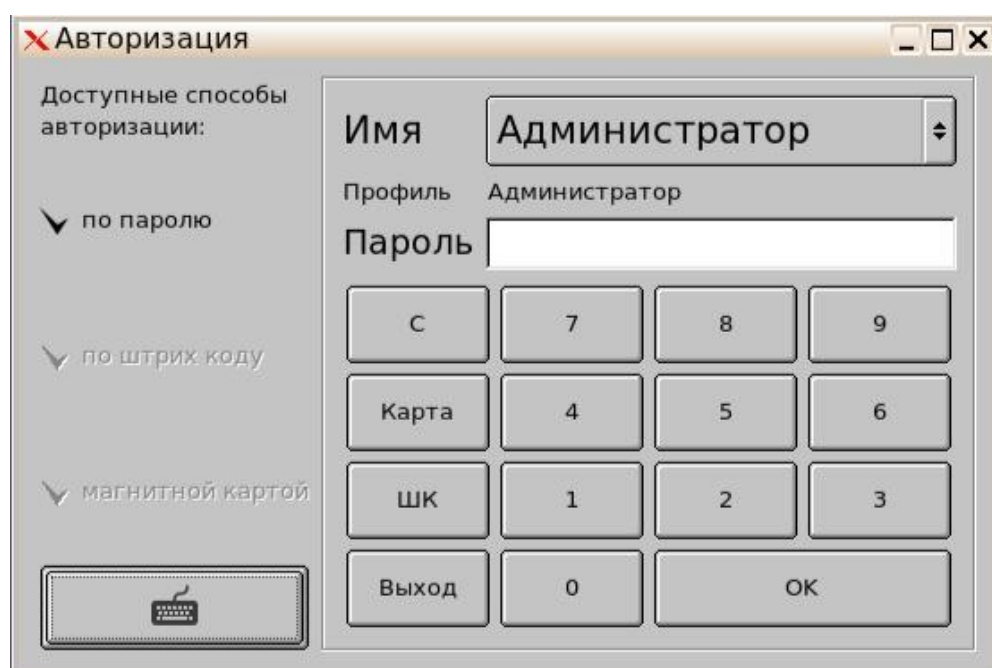 Авторизация
Доступные способы
авторизации:
по паролю
по штрих коду
магнитной картой
Имя Администратор
Профиль Администратор
Пароль
С 7 8 9
Карта 4 5 6
ШК 1 2 3
Выход 0 ОК